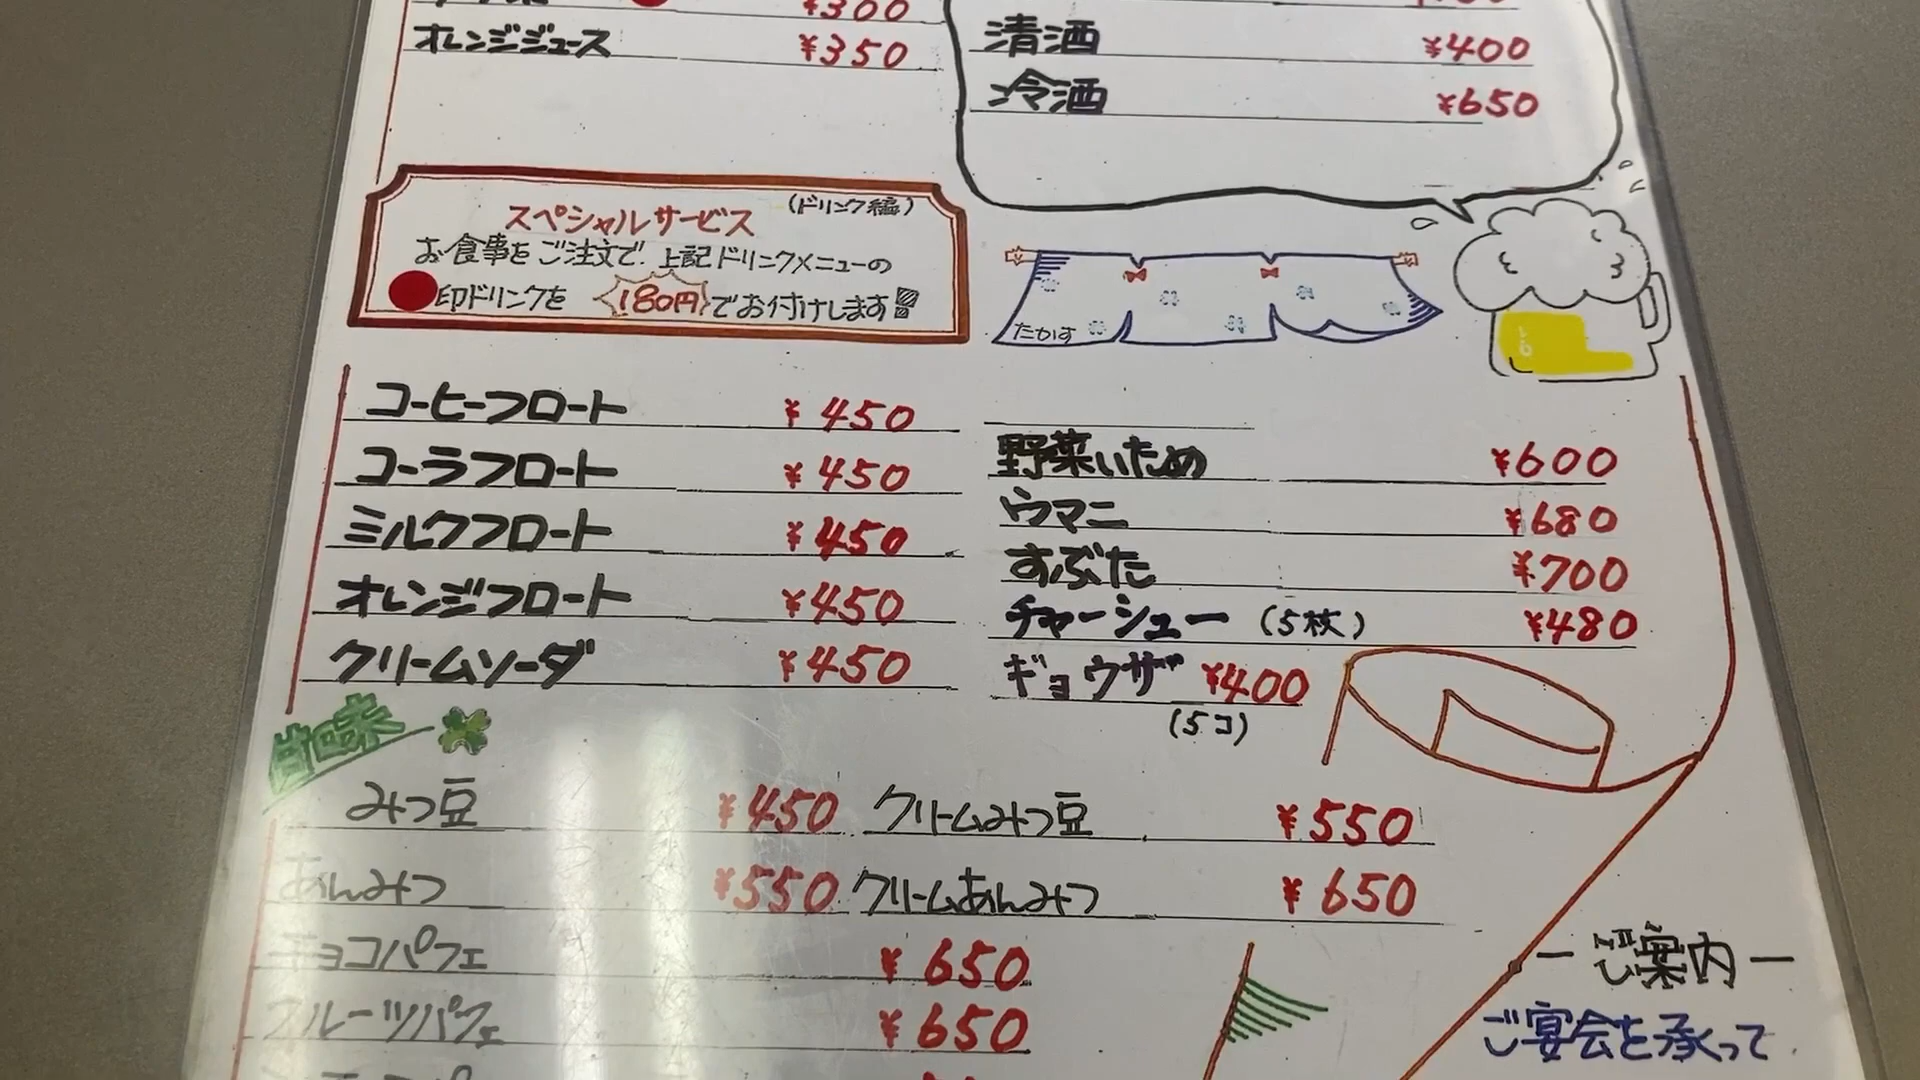 ¥300
オレンジジュース ¥350
清酒 ¥400
冷酒 ¥650
スペシャルサービス (ドリンク編)
お食事をご注文で、上記ドリンクメニューの
●印ドリンクを 180円でお付けします!!
たかす
コーヒーフロート ¥450
コーラフロート ¥450
ミルクフロート ¥450
オレンジフロート ¥450
クリームソーダ ¥450
野菜いため ¥600
ウマニ ¥680
すぶた ¥700
チャーシュー (5枚) ¥480
ギョウザ ¥400
(5コ)
甘味
みつ豆 ¥450 クリームみつ豆 ¥550
あんみつ ¥550 クリームあんみつ ¥650
チョコパフェ ¥650
フルーツパフェ ¥650
ーご案内ー
ご宴会を承って